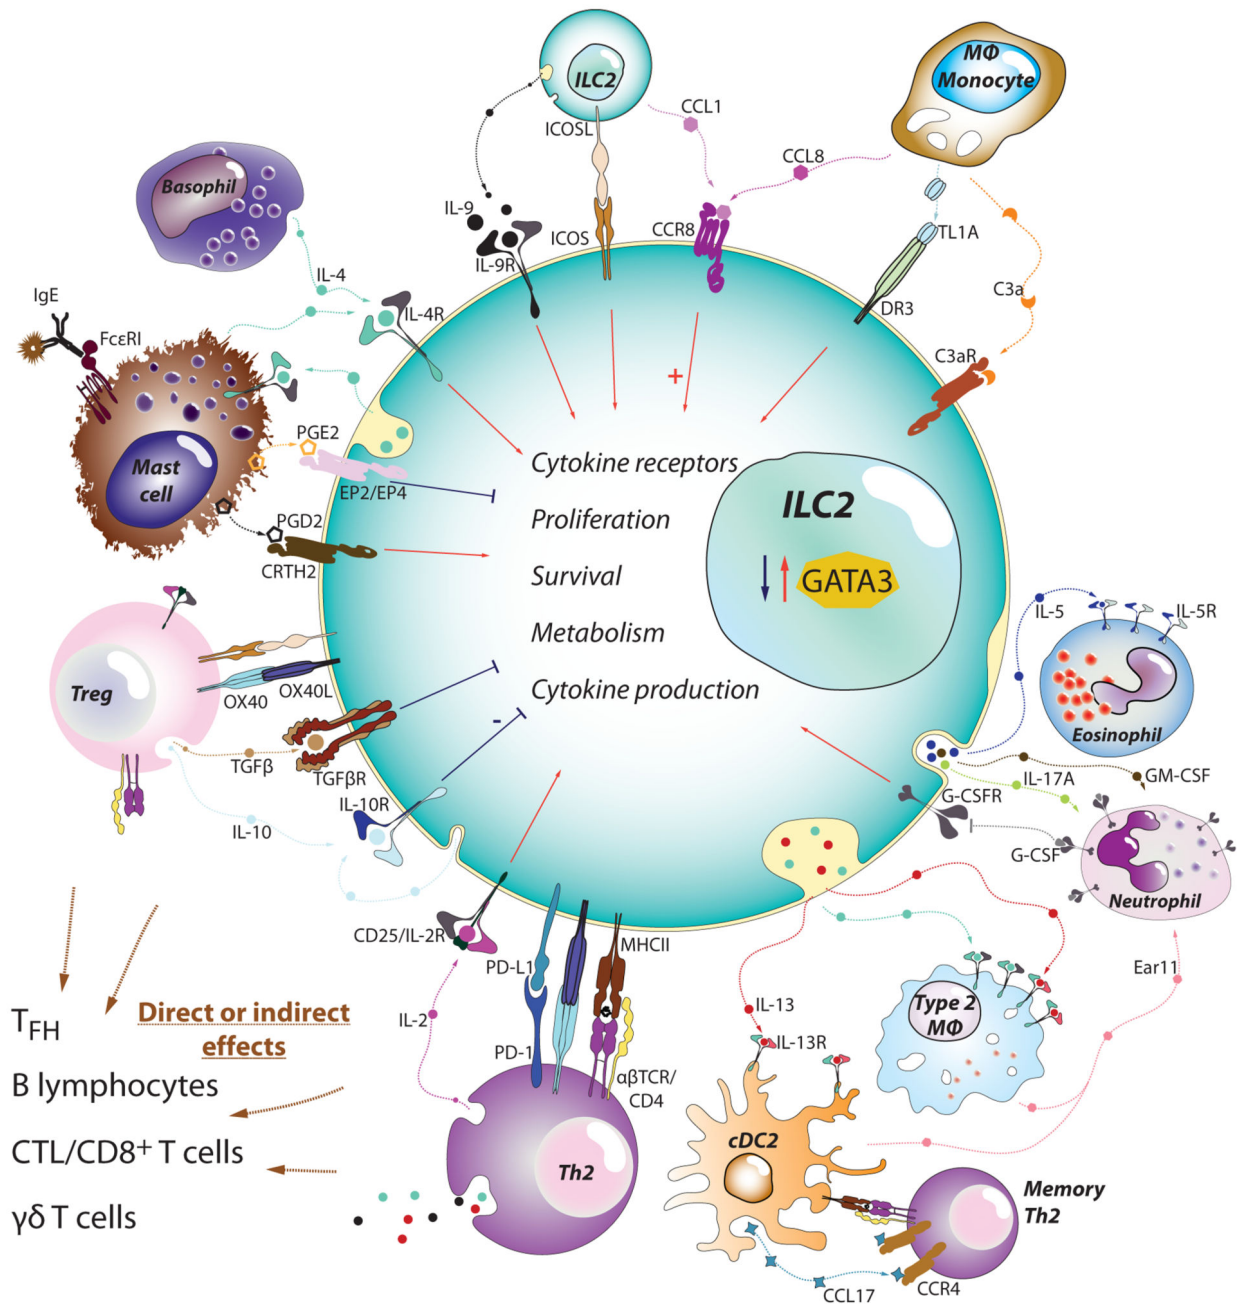 ILC2
MΦ
Monocyte
ICOSL
CCL1
CCL8
Basophil
IL-9
ICOS
CCR8
TL1A
IL-9R
IL-4
C3a
IgE
FcεRI
IL-4R
DR3
C3aR
+
PGE2
Mast
cell
EP2/EP4
PGD2
CRTH2
Cytokine receptors
Proliferation
Survival
Metabolism
Cytokine production
ILC2
GATA3
IL-5
IL-5R
Eosinophil
Treg
OX40
OX40L
TGFβ
TGFβR
-
IL-10R
IL-10
G-CSFR
IL-17A
GM-CSF
G-CSF
Neutrophil
CD25/IL-2R
PD-L1
MHCII
IL-2
PD-1
αβTCR/
CD4
Th2
IL-13
IL-13R
Type 2
MΦ
Ear11
cDC2
Memory
Th2
CCL17
CCR4
Direct or indirect
effects
TFH
B lymphocytes
CTL/CD8⁺ T cells
γδ T cells